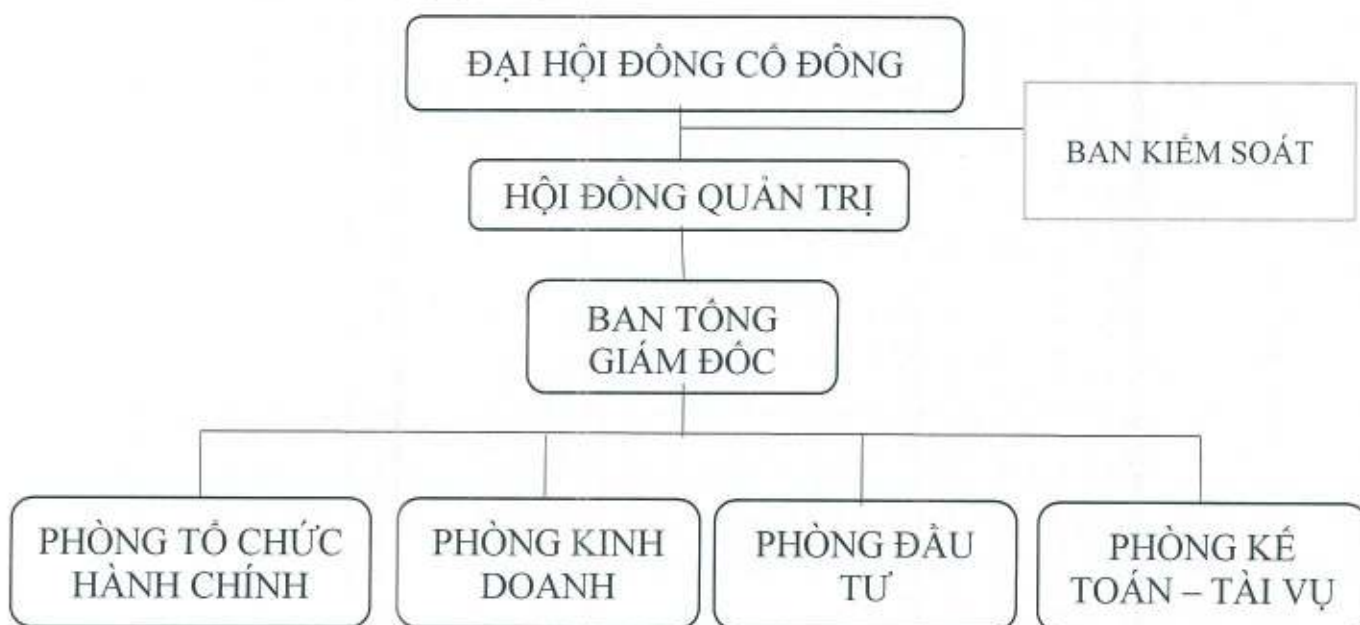 ĐẠI HỘI ĐỒNG CỔ ĐÔNG
BAN KIỂM SOÁT
HỘI ĐỒNG QUẢN TRỊ
BAN TỔNG
GIÁM ĐỐC
PHÒNG TỔ CHỨC
HÀNH CHÍNH
PHÒNG KINH
DOANH
PHÒNG ĐẦU
TƯ
PHÒNG KẾ
TOÁN – TÀI VỤ